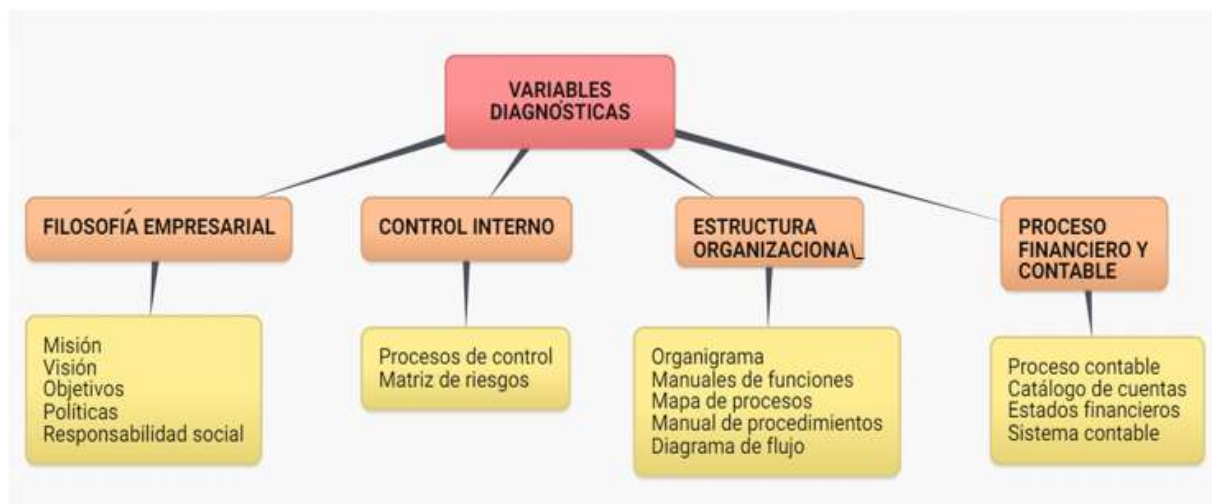 VARIABLES
DIAGNÓSTICAS
FILOSOFÍA EMPRESARIAL
CONTROL INTERNO
ESTRUCTURA
ORGANIZACIONAL
PROCESO
FINANCIERO Y
CONTABLE
Misión
Visión
Objetivos
Políticas
Responsabilidad social
Procesos de control
Matriz de riesgos
Organigrama
Manuales de funciones
Mapa de procesos
Manual de procedimientos
Diagrama de flujo
Proceso contable
Catálogo de cuentas
Estados financieros
Sistema contable